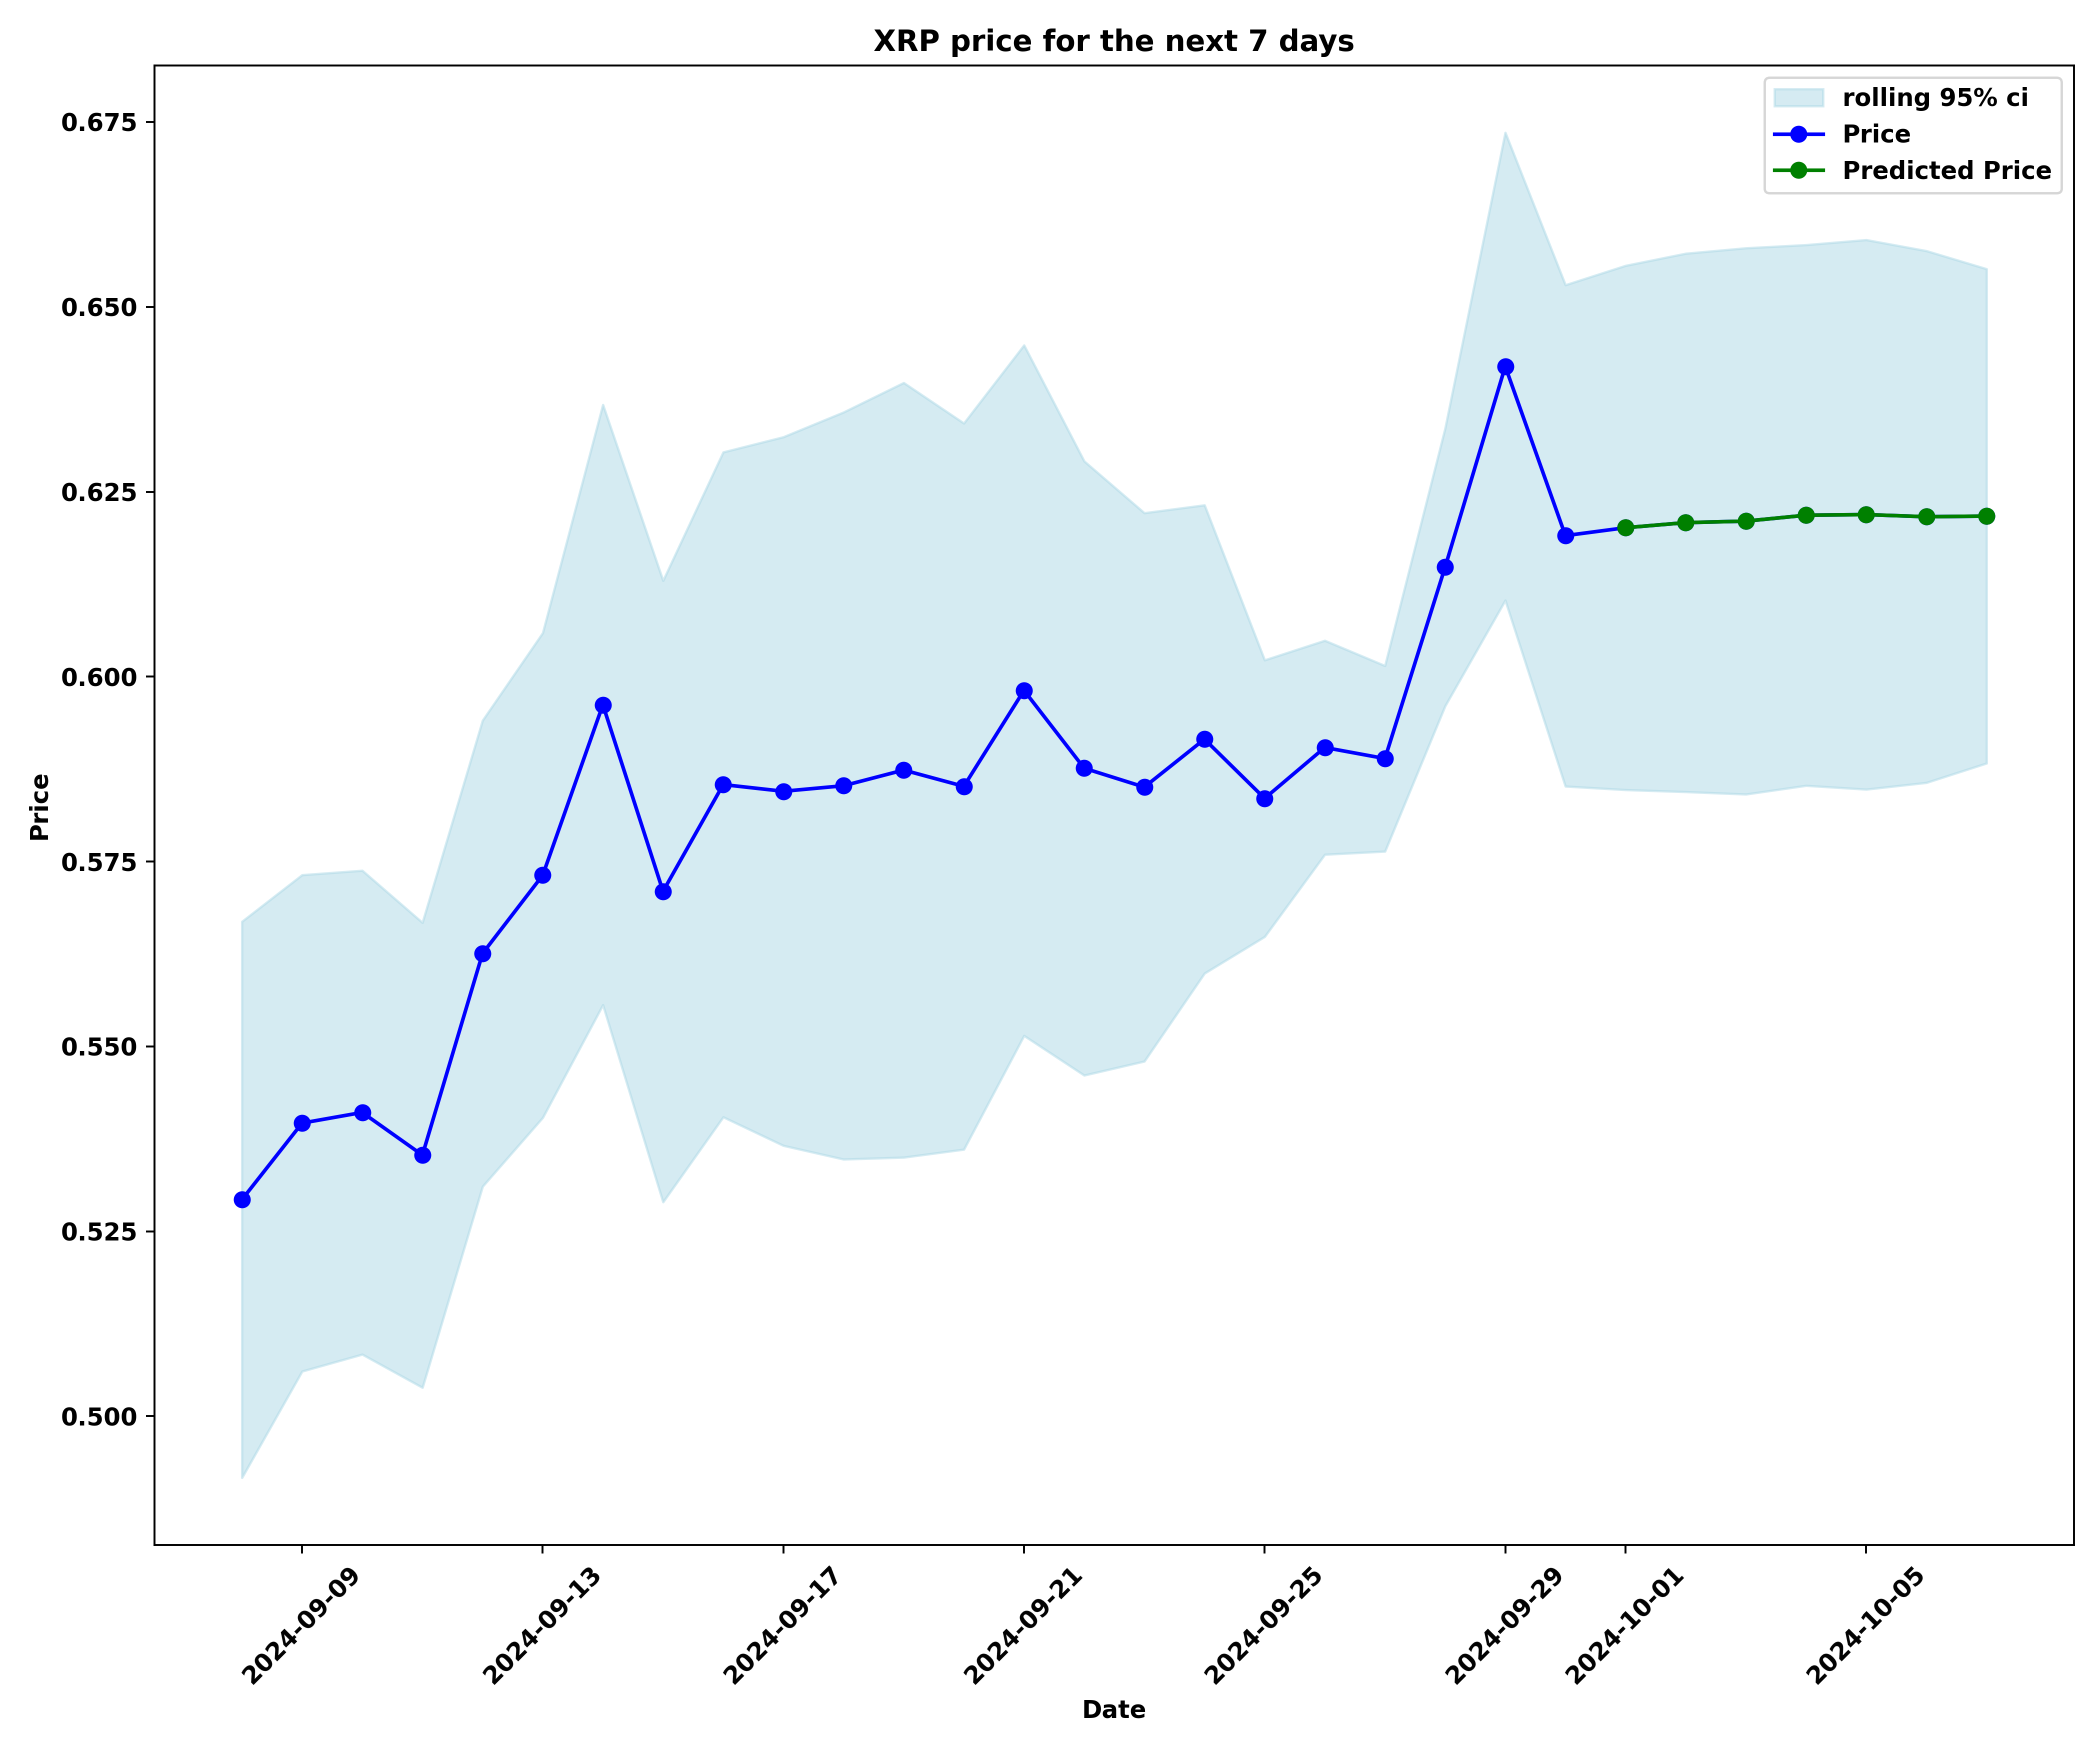 XRP price for the next 7 days
rolling 95% ci
Price
Predicted Price
0.675
0.650
0.625
0.600
0.575
0.550
0.525
0.500
Price
2024-09-09
2024-09-13
2024-09-17
2024-09-21
2024-09-25
2024-09-29
2024-10-01
2024-10-05
Date